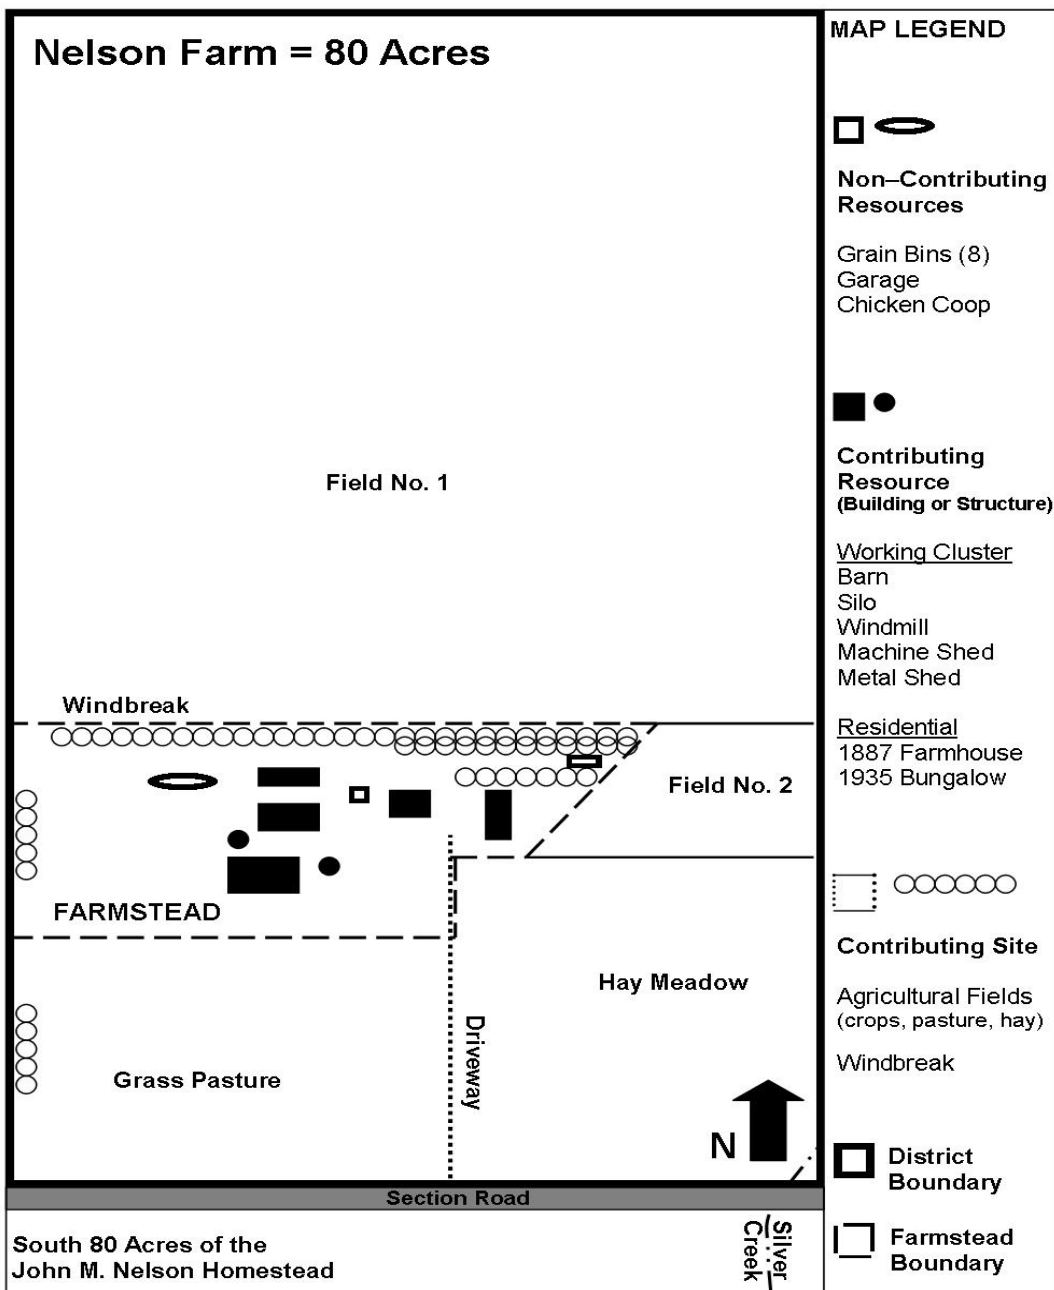 Nelson Farm = 80 Acres
Field No. 1
Windbreak
Field No. 2
FARMSTEAD
Hay Meadow
Driveway
Grass Pasture
N
Section Road
South 80 Acres of the
John M. Nelson Homestead
Silver
Creek
MAP LEGEND
Non–Contributing
Resources
Grain Bins (8)
Garage
Chicken Coop
Contributing
Resource
(Building or Structure)
Working Cluster
Barn
Silo
Windmill
Machine Shed
Metal Shed
Residential
1887 Farmhouse
1935 Bungalow
Contributing Site
Agricultural Fields
(crops, pasture, hay)
Windbreak
District
Boundary
Farmstead
Boundary